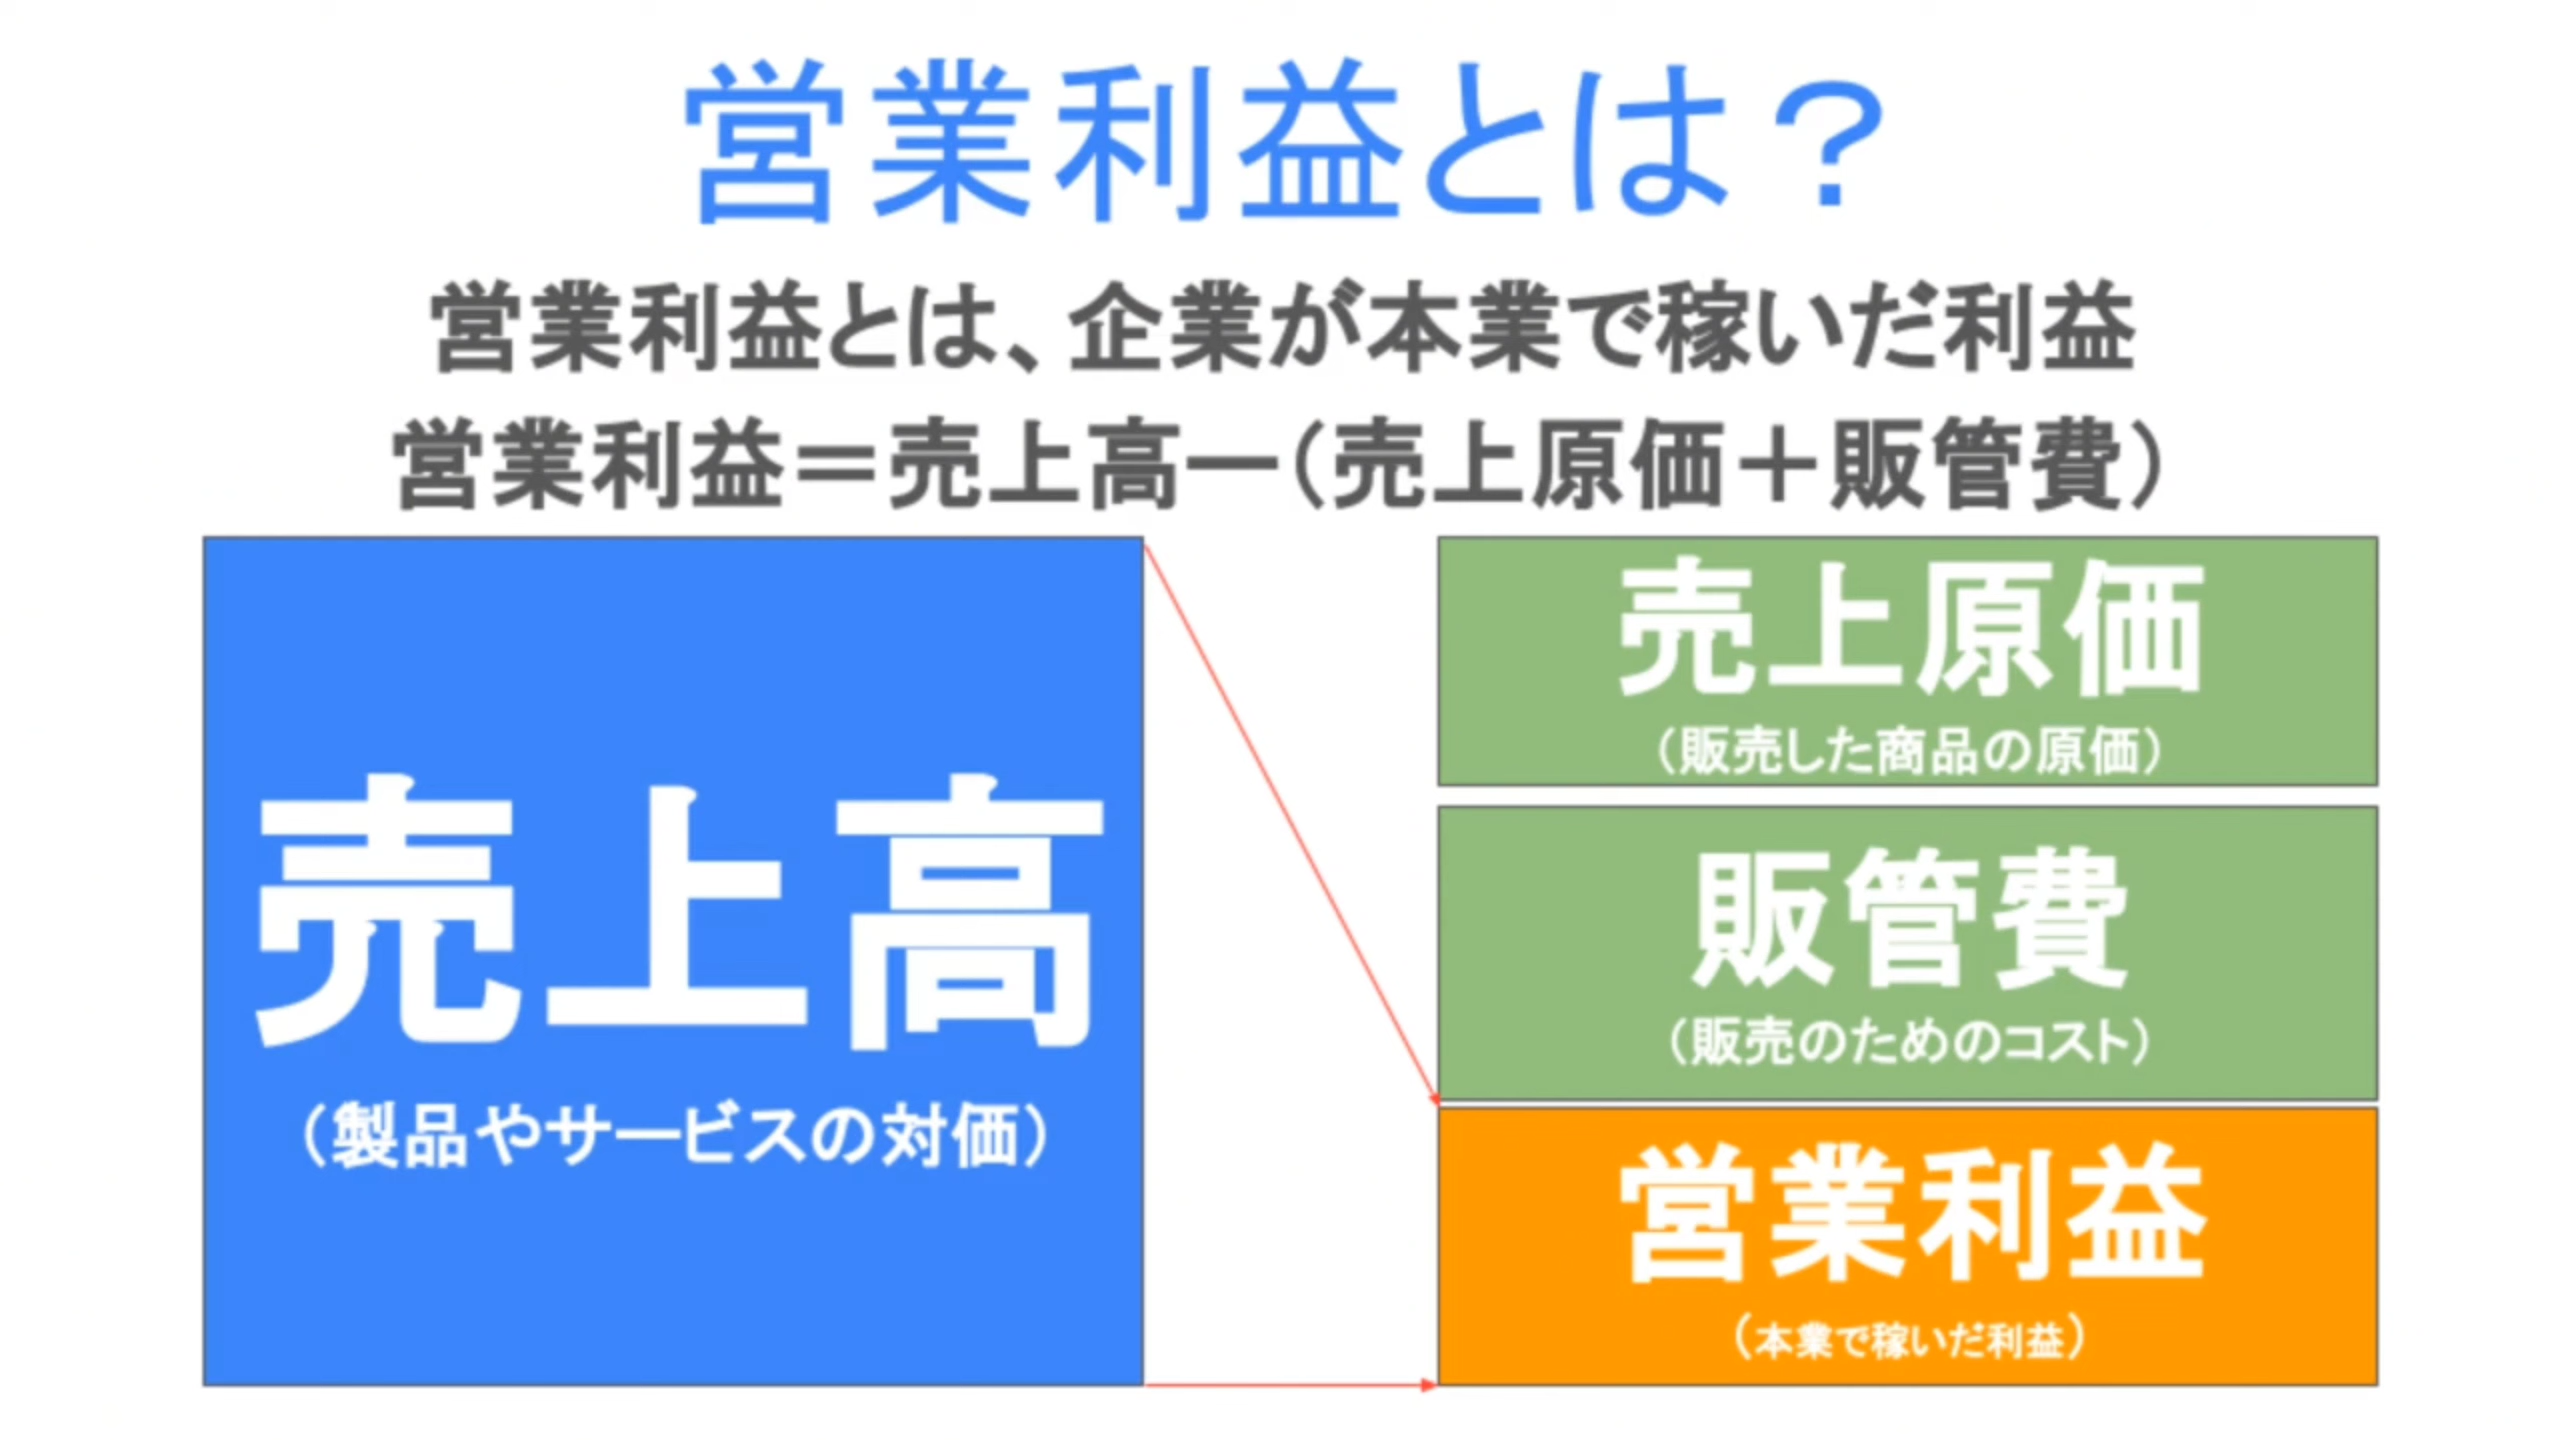 営業利益とは？
営業利益とは、企業が本業で稼いだ利益
営業利益＝売上高ー（売上原価＋販管費）
売上高
（製品やサービスの対価）
売上原価
（販売した商品の原価）
販管費
（販売のためのコスト）
営業利益
（本業で稼いだ利益）